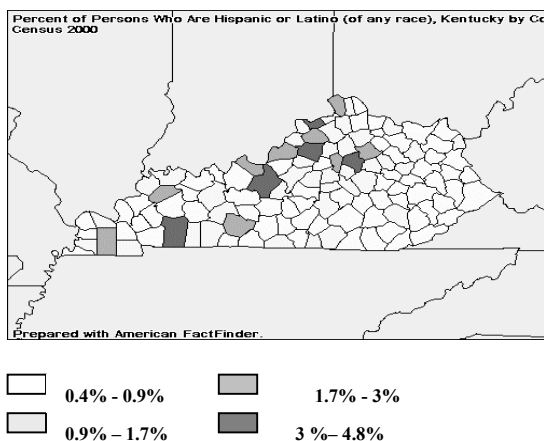 Percent of Persons Who Are Hispanic or Latino (of any race), Kentucky by Co
Census 2000
Prepared with American FactFinder.
0.4% - 0.9%
1.7% - 3%
0.9% – 1.7%
3 %– 4.8%